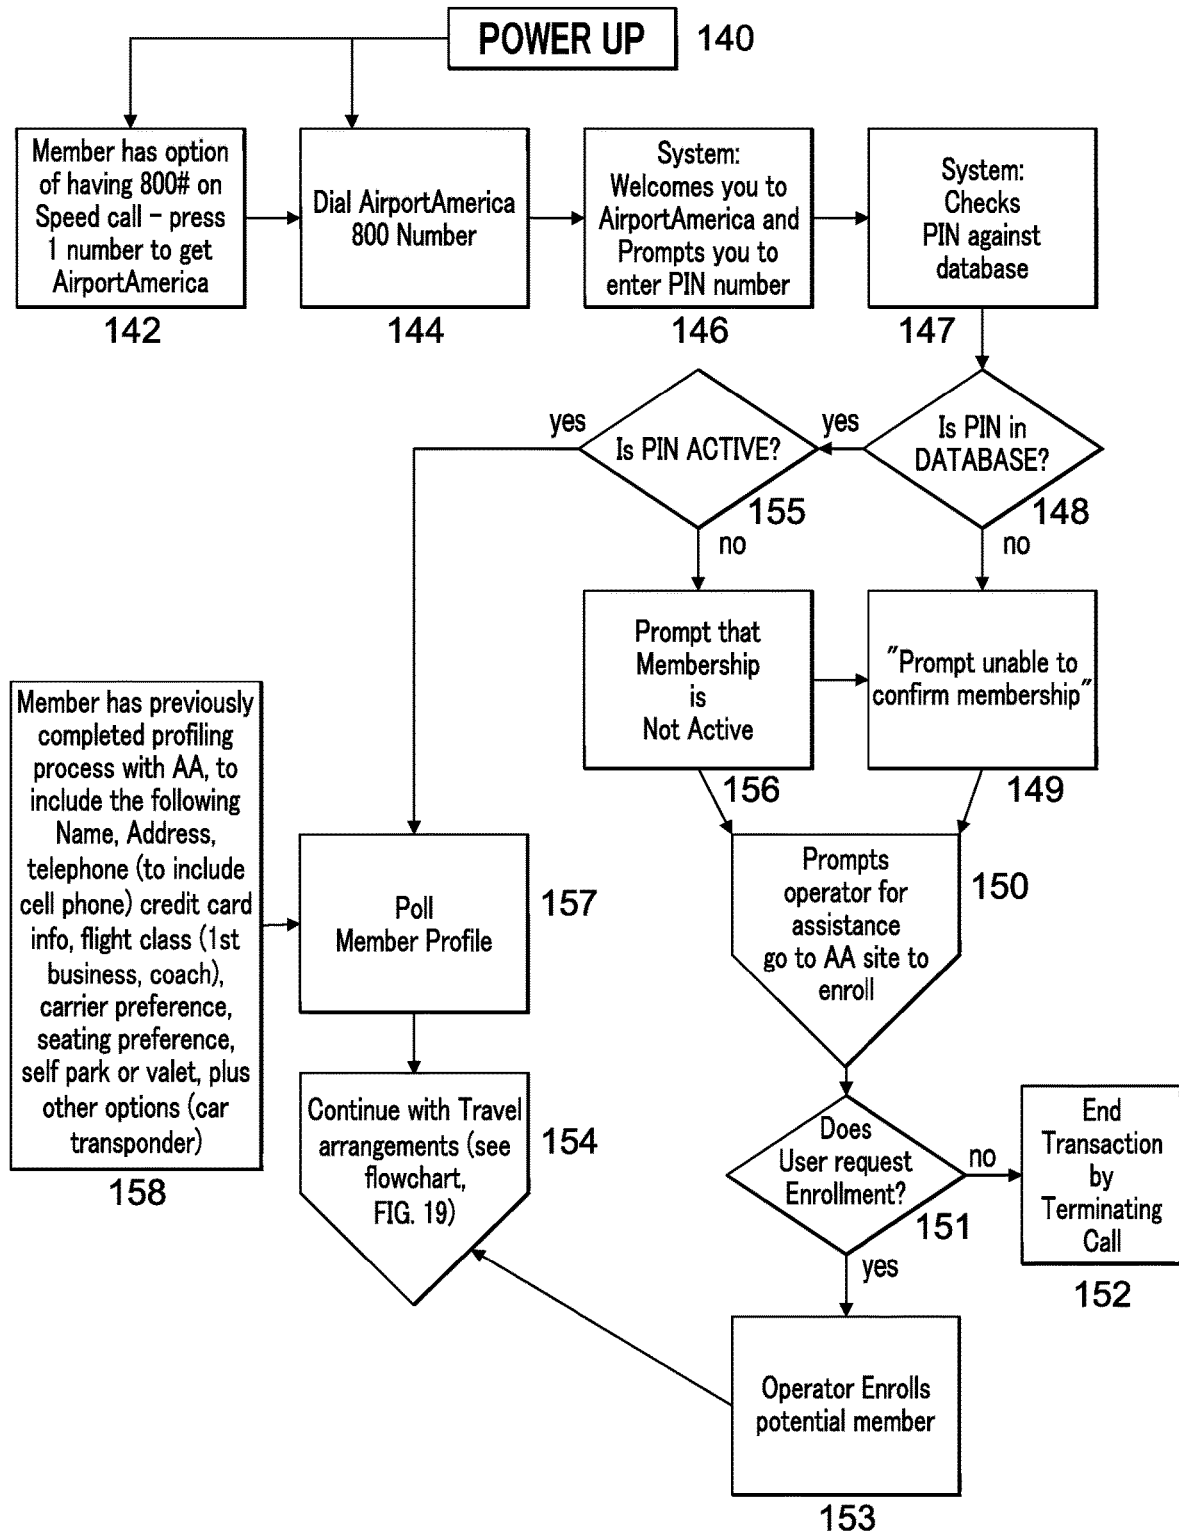 POWER UP
140
Member has option
of having 800# on
Speed call – press
1 number to get
AirportAmerica
142
Dial AirportAmerica
800 Number
144
System:
Welcomes you to
AirportAmerica and
Prompts you to
enter PIN number
146
System:
Checks
PIN against
database
147
Is PIN in
DATABASE?
148
yes
no
Is PIN ACTIVE?
155
yes
no
Prompt that
Membership
is
Not Active
156
"Prompt unable to
confirm membership"
149
Member has previously
completed profiling
process with AA, to
include the following
Name, Address,
telephone (to include
cell phone) credit card
info, flight class (1st
business, coach),
carrier preference,
seating preference,
self park or valet, plus
other options (car
transponder)
158
Poll
Member Profile
157
Prompts
operator for
assistance
go to AA site to
enroll
150
Continue with Travel
arrangements (see
flowchart,
FIG. 19)
154
Does
User request
Enrollment?
151
no
yes
End
Transaction
by
Terminating
Call
152
Operator Enrolls
potential member
153